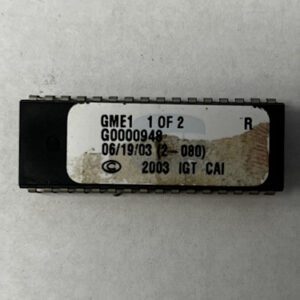 GME1 1 OF 2 R
G0000948
06/19/03 (2-080)
© 2003 IGT CAI